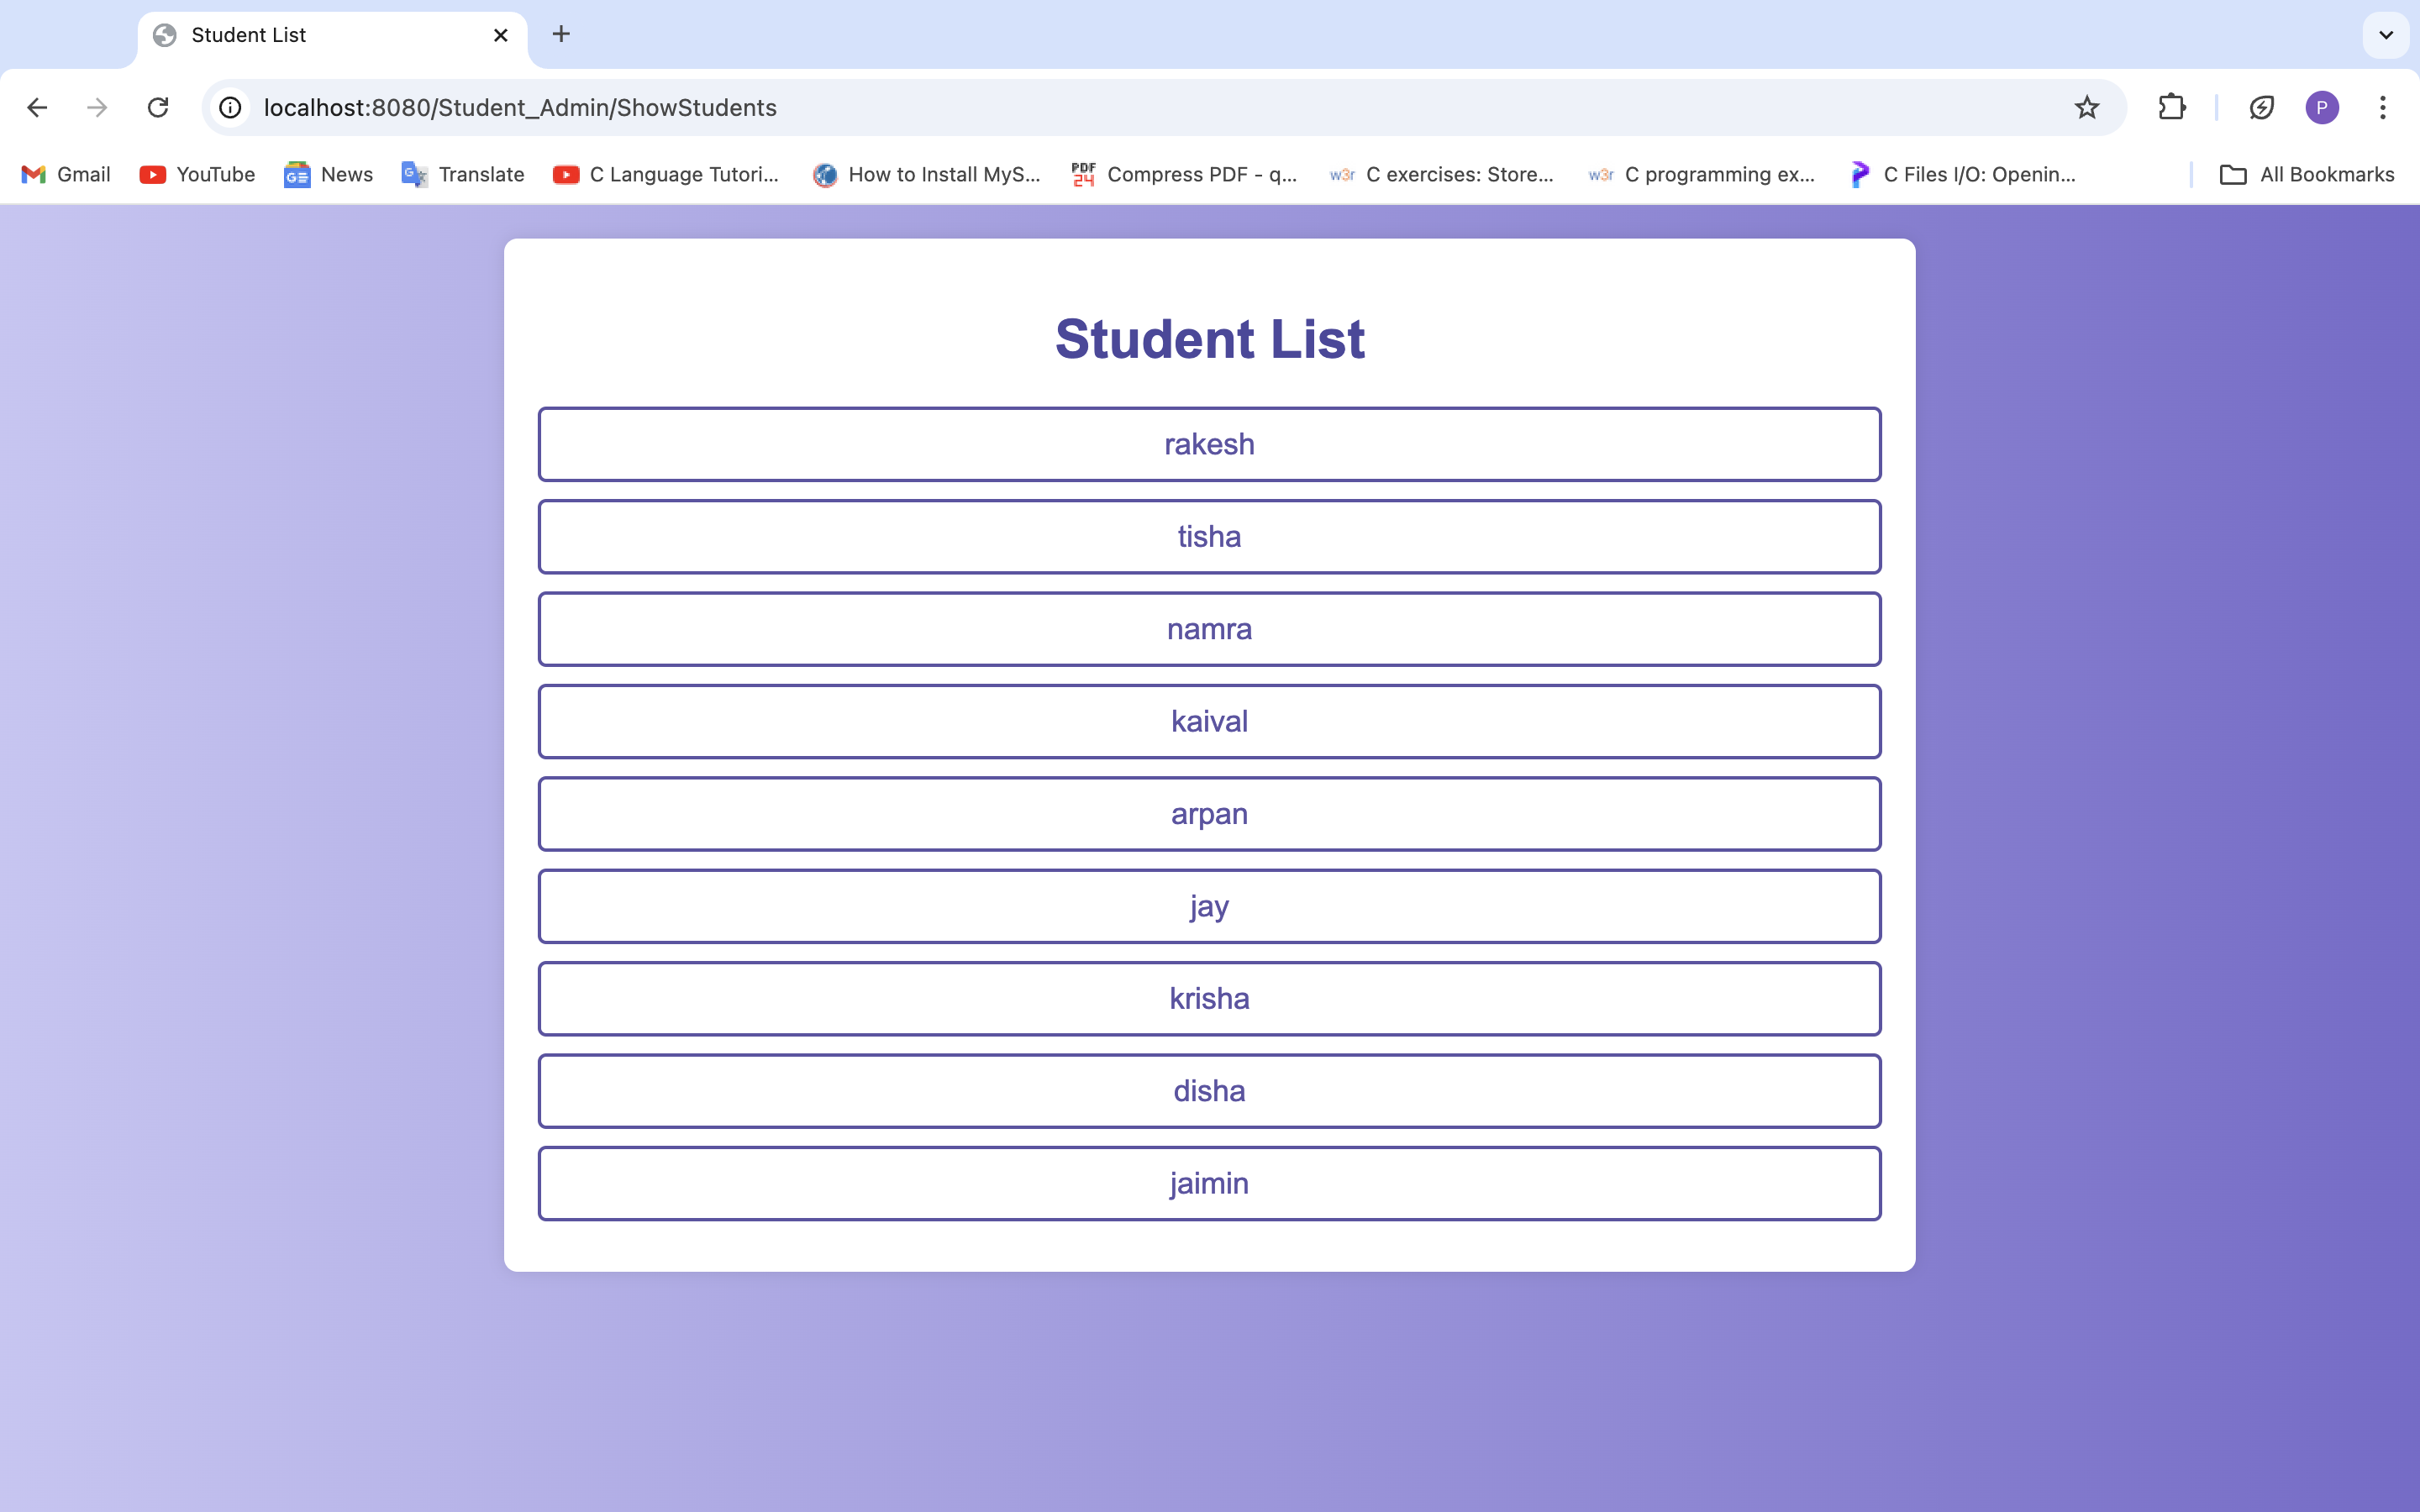 Student List
localhost:8080/Student_Admin/ShowStudents
P
Gmail
YouTube
News
Translate
C Language Tutori...
How to Install MyS...
Compress PDF - q...
C exercises: Store...
C programming ex...
C Files I/O: Openin...
All Bookmarks
Student List
rakesh
tisha
namra
kaival
arpan
jay
krisha
disha
jaimin